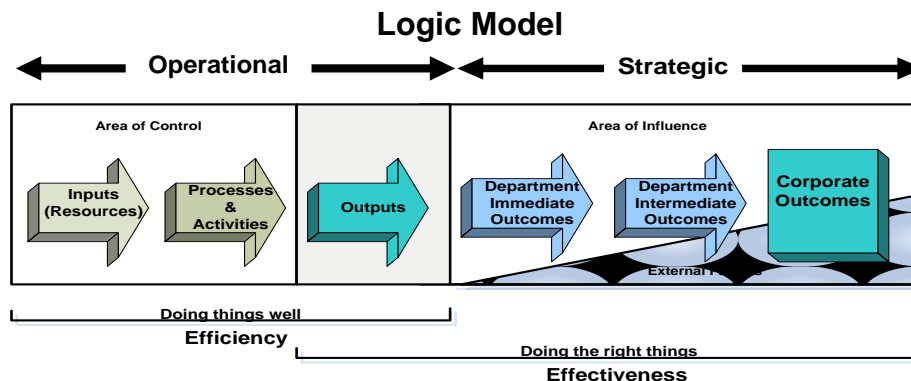 Logic Model
Operational
Strategic
Area of Control
Area of Influence
Inputs
(Resources)
Processes
&
Activities
Outputs
Department
Immediate
Outcomes
Department
Intermediate
Outcomes
Corporate
Outcomes
External
Doing things well
Efficiency
Doing the right things
Effectiveness